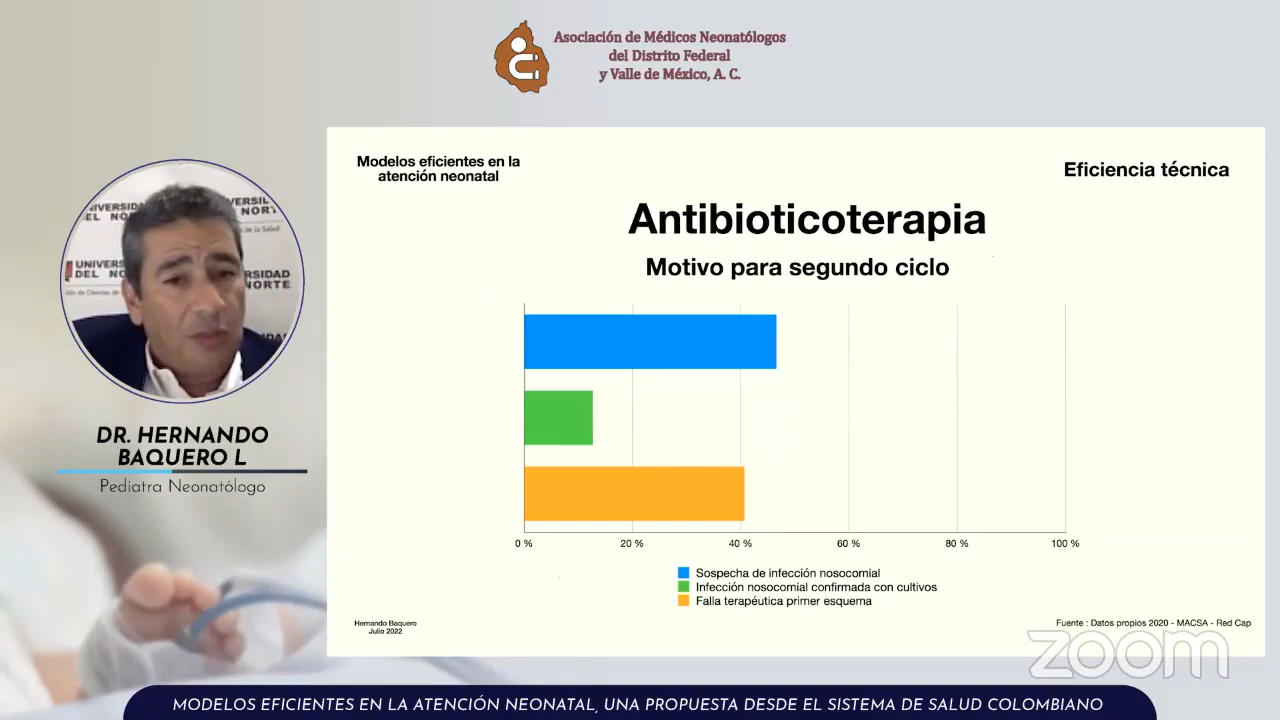 Asociación de Médicos Neonatólogos
del Distrito Federal
y Valle de México, A. C.
Modelos eficientes en la
atención neonatal
Eficiencia técnica
Antibioticoterapia
Motivo para segundo ciclo
0 %
20 %
40 %
60 %
80 %
100 %
Sospecha de infección nosocomial
Infección nosocomial confirmada con cultivos
Falla terapéutica primer esquema
Hernando Baquero
Julio 2022
Fuente : Datos propios 2020 - MACSA - Red Cap
zoom
DR. HERNANDO
BAQUERO L
Pediatra Neonatólogo
MODELOS EFICIENTES EN LA ATENCIÓN NEONATAL, UNA PROPUESTA DESDE EL SISTEMA DE SALUD COLOMBIANO